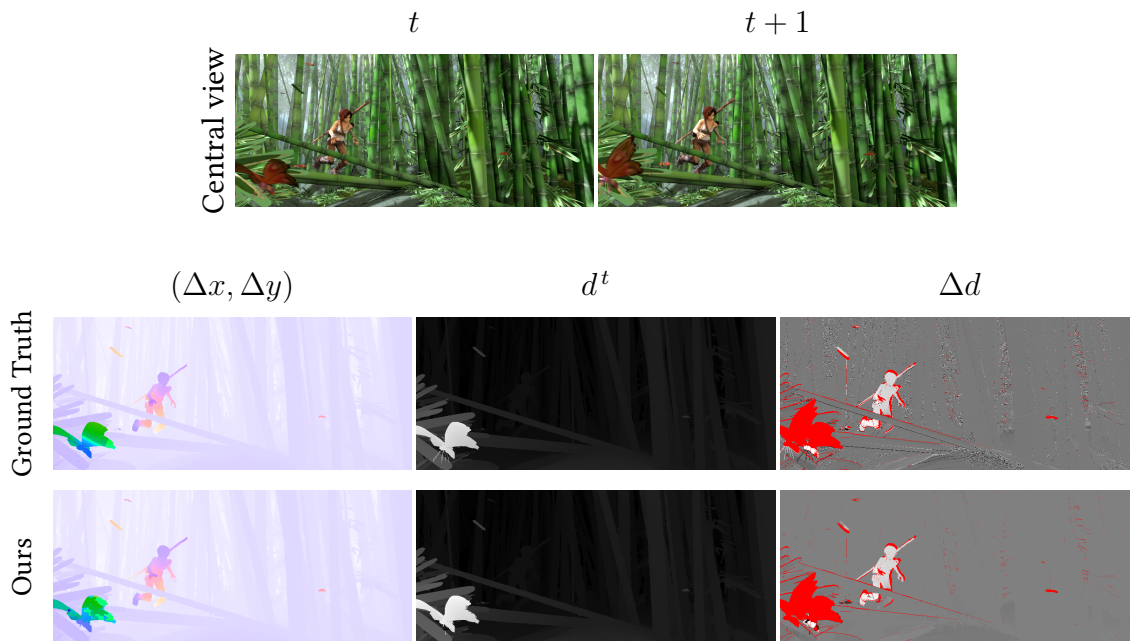 t
t + 1
Central view
(Δx, Δy)
d^t
Δd
Ground Truth
Ours